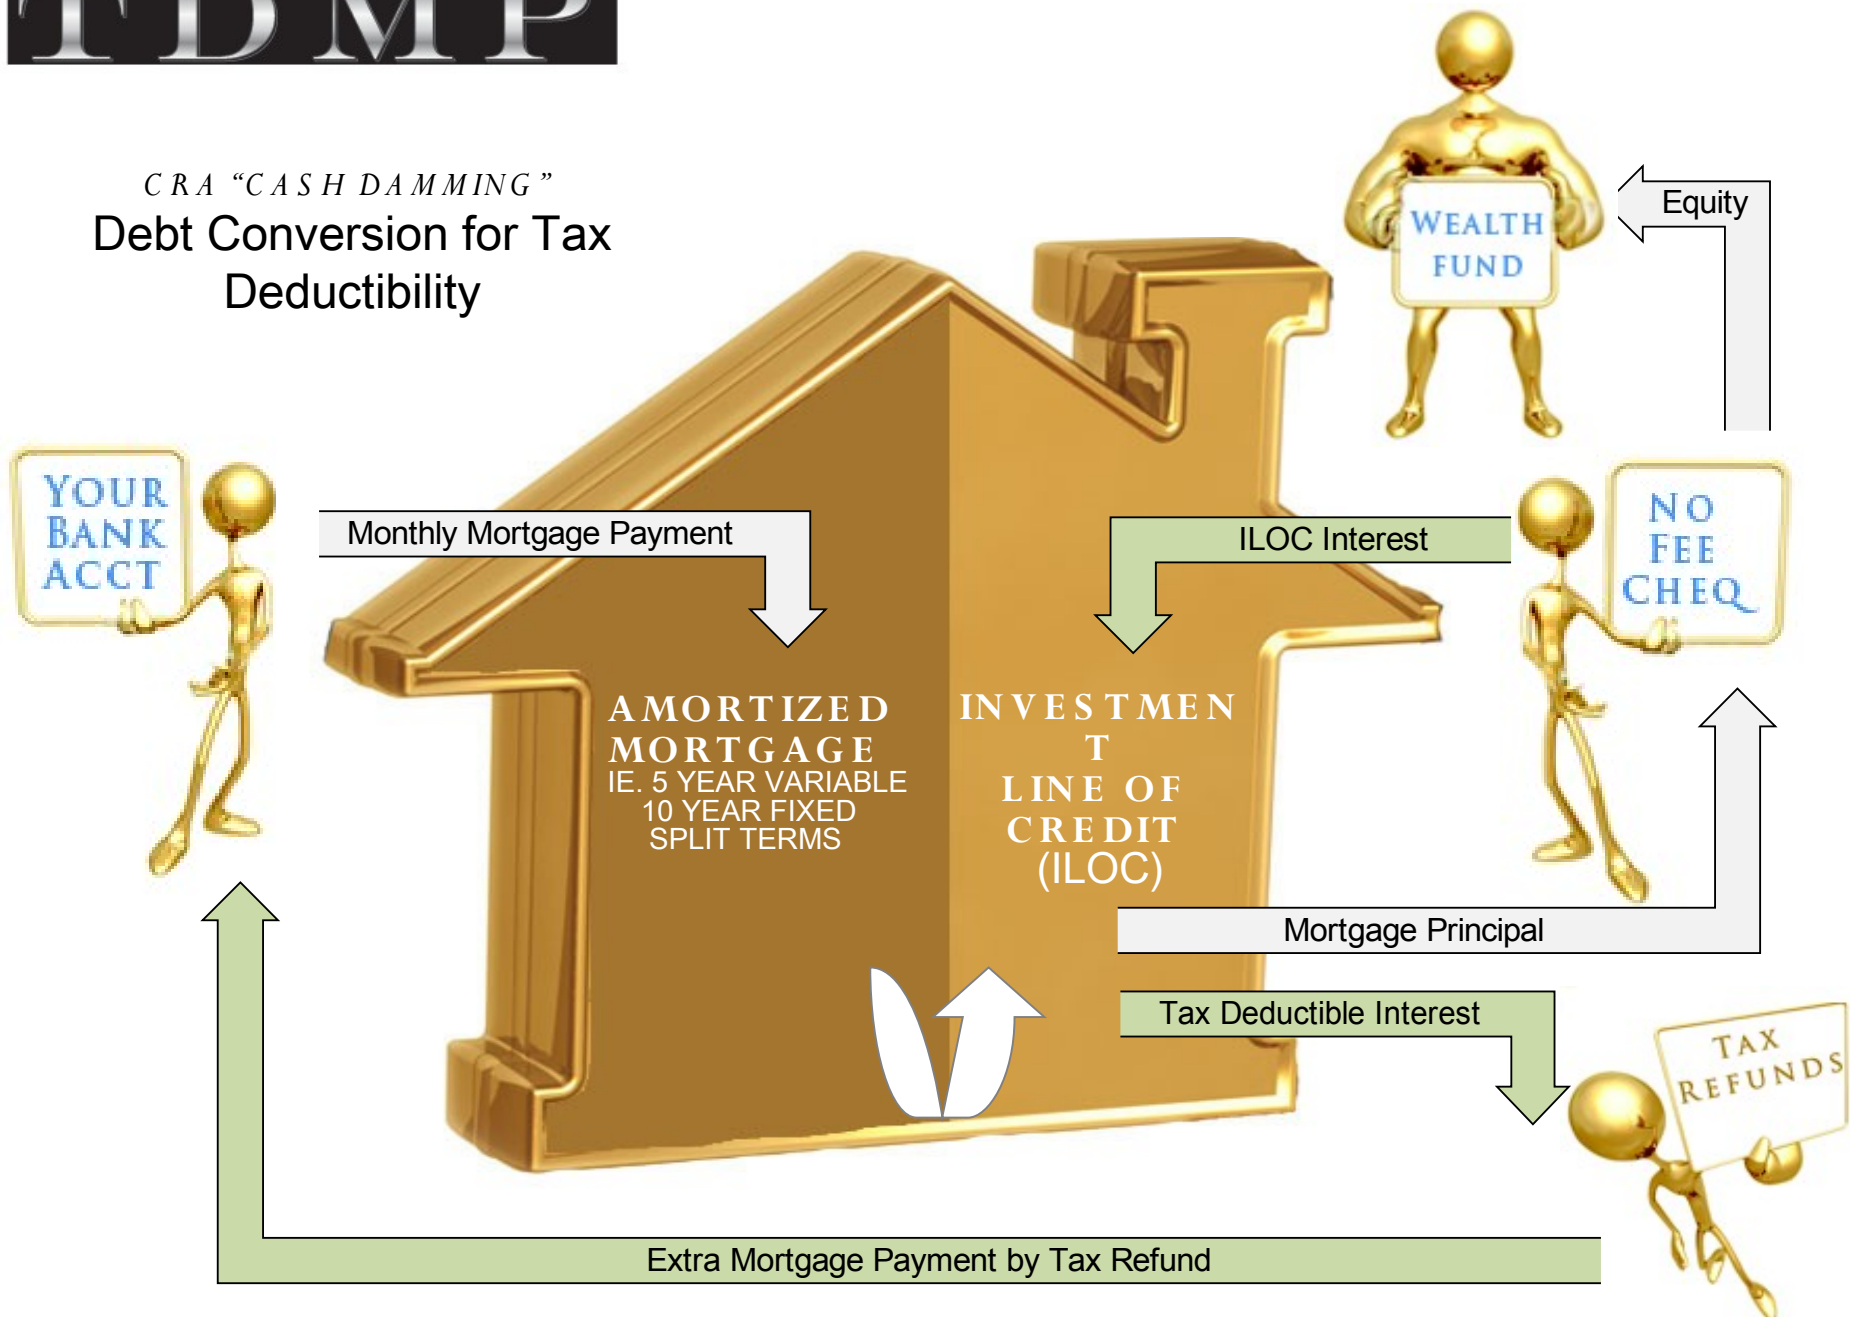 TDMP
CRA “CASH DAMMING”
Debt Conversion for Tax
Deductibility
WEALTH
FUND
Equity
YOUR
BANK
ACCT
Monthly Mortgage Payment
ILOC Interest
NO
FEE
CHEQ
AMORTIZED
MORTGAGE
IE. 5 YEAR VARIABLE
10 YEAR FIXED
SPLIT TERMS
INVESTMEN
T
LINE OF
CREDIT
(ILOC)
Mortgage Principal
Tax Deductible Interest
TAX
REFUNDS
Extra Mortgage Payment by Tax Refund